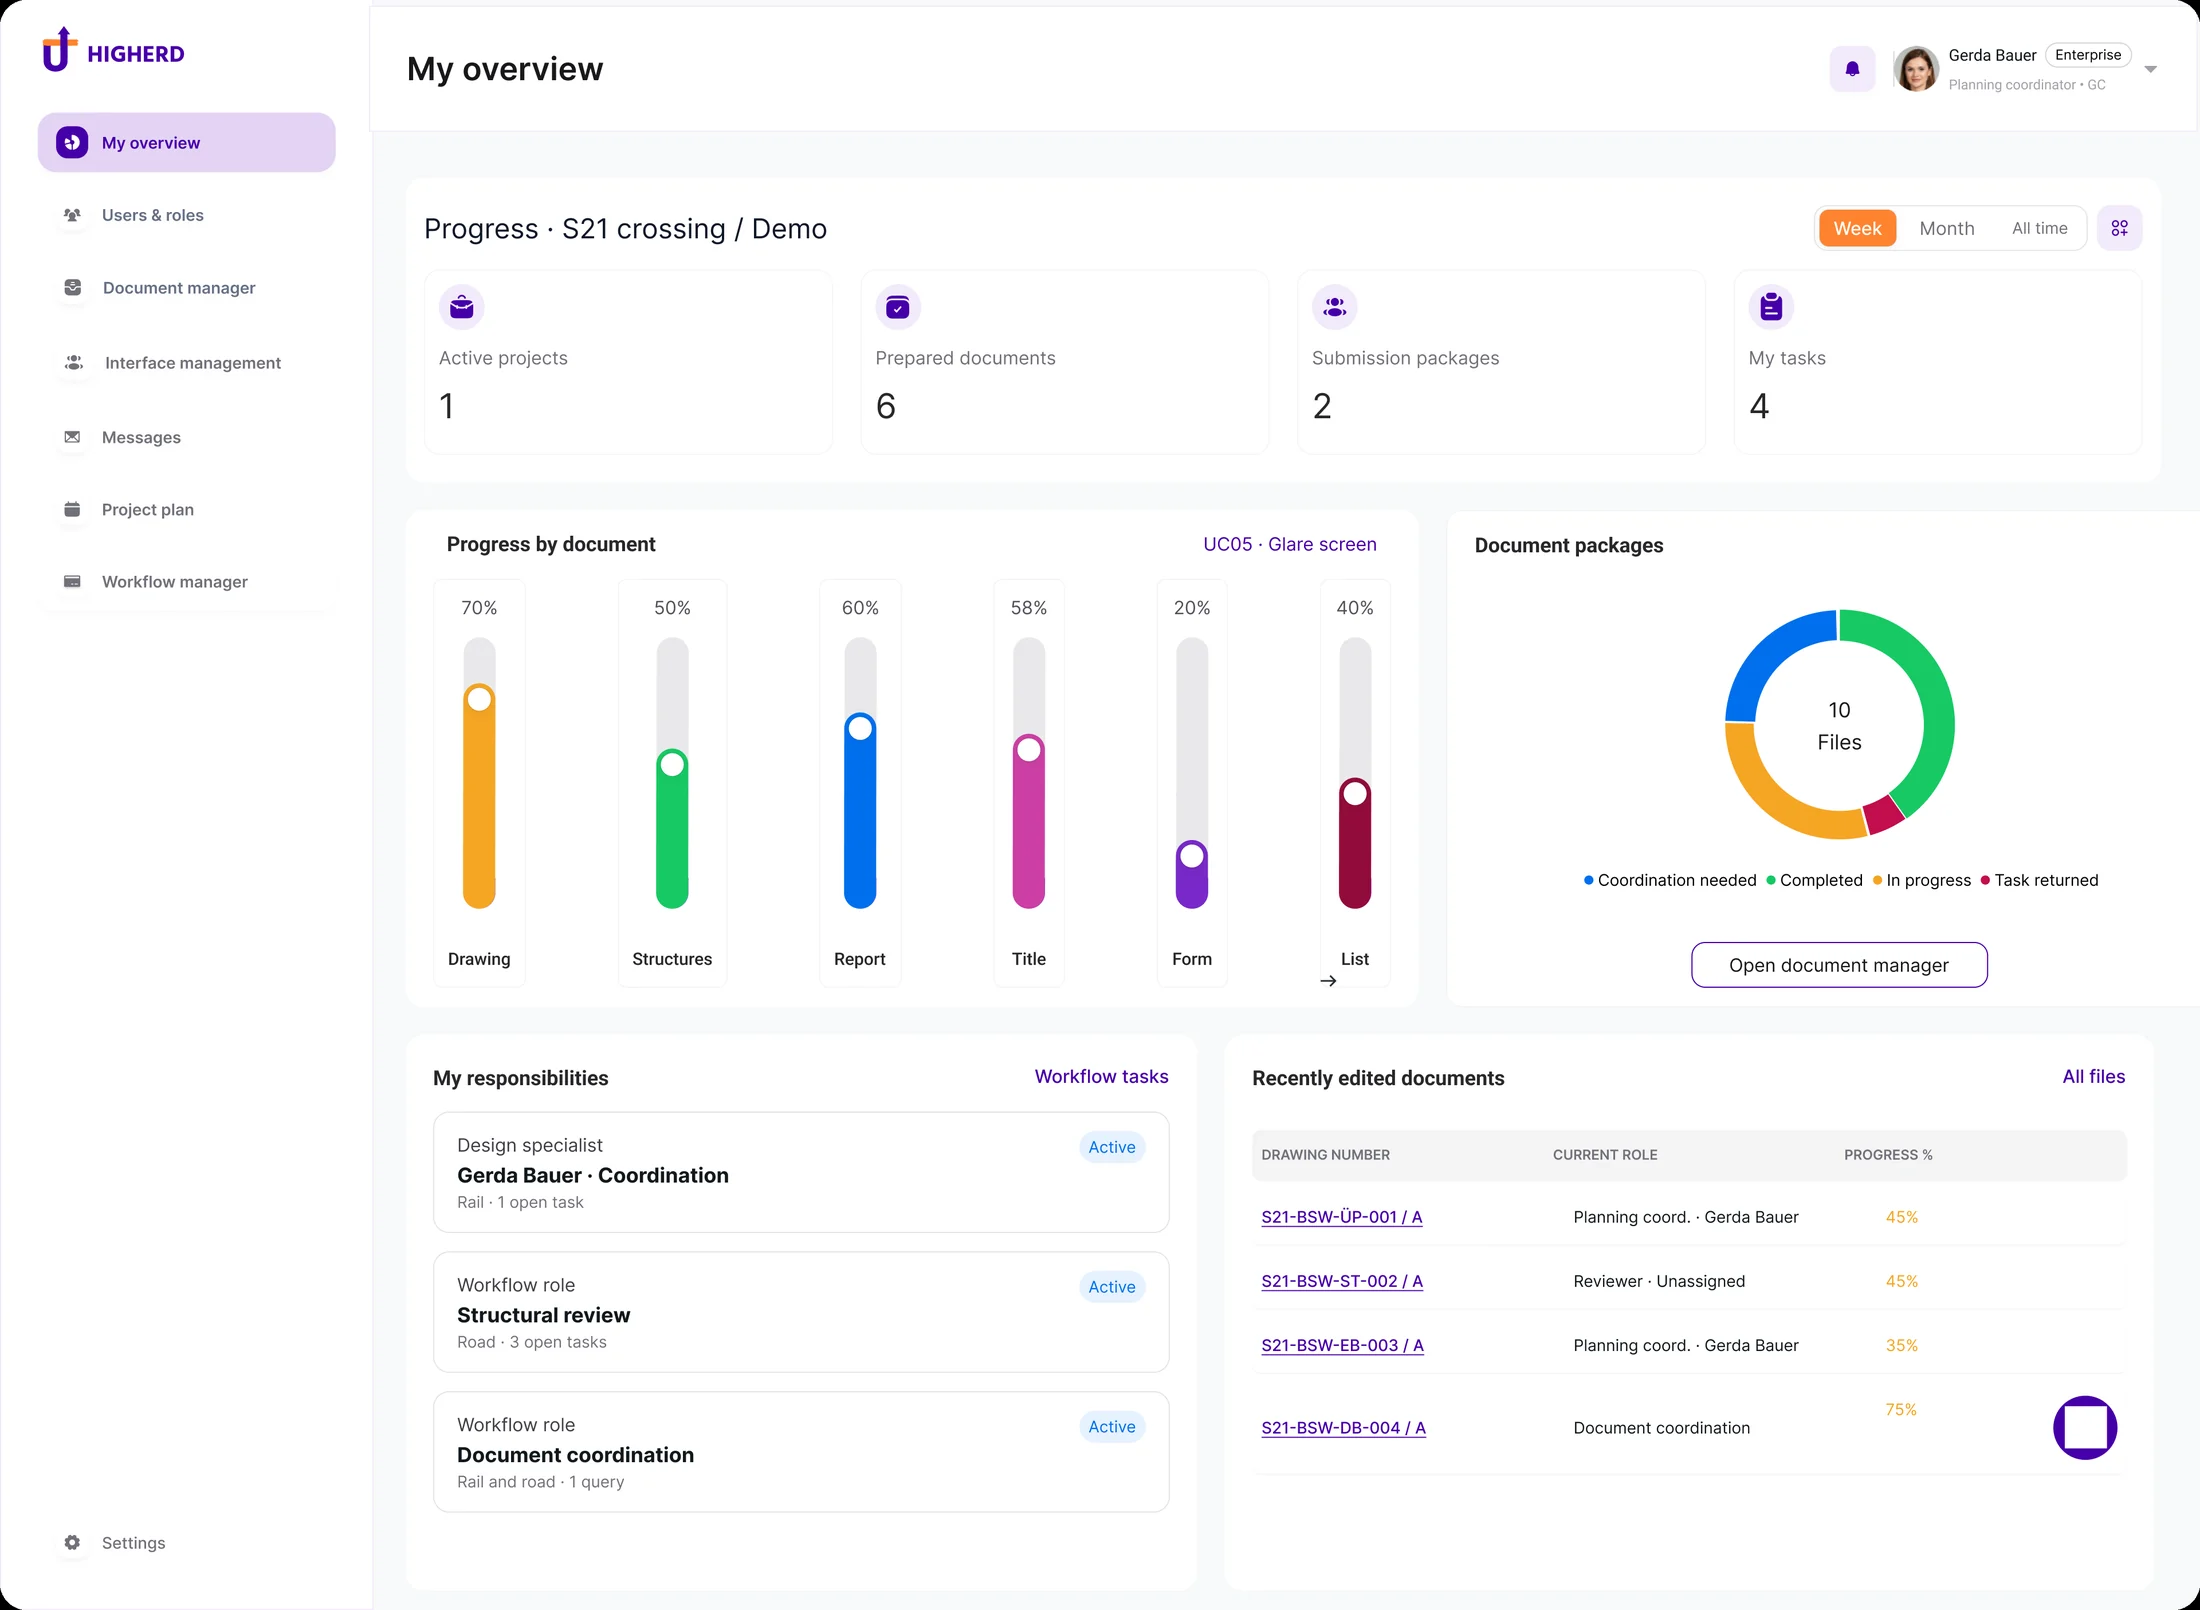 HIGHERD
My overview
Users & roles
Document manager
Interface management
Messages
Project plan
Workflow manager
Settings
My overview
Gerda Bauer
Enterprise
Planning coordinator • GC
Progress · S21 crossing / Demo
Week
Month
All time
Active projects
1
Prepared documents
6
Submission packages
2
My tasks
4
Progress by document
UC05 · Glare screen
70%
50%
60%
58%
20%
40%
Drawing
Structures
Report
Title
Form
List
Document packages
10
Files
Coordination needed
Completed
In progress
Task returned
Open document manager
My responsibilities
Workflow tasks
Design specialist
Active
Gerda Bauer · Coordination
Rail · 1 open task
Workflow role
Active
Structural review
Road · 3 open tasks
Workflow role
Active
Document coordination
Rail and road · 1 query
Recently edited documents
All files
DRAWING NUMBER
CURRENT ROLE
PROGRESS %
S21-BSW-ÜP-001 / A
Planning coord. · Gerda Bauer
45%
S21-BSW-ST-002 / A
Reviewer · Unassigned
45%
S21-BSW-EB-003 / A
Planning coord. · Gerda Bauer
35%
S21-BSW-DB-004 / A
Document coordination
75%